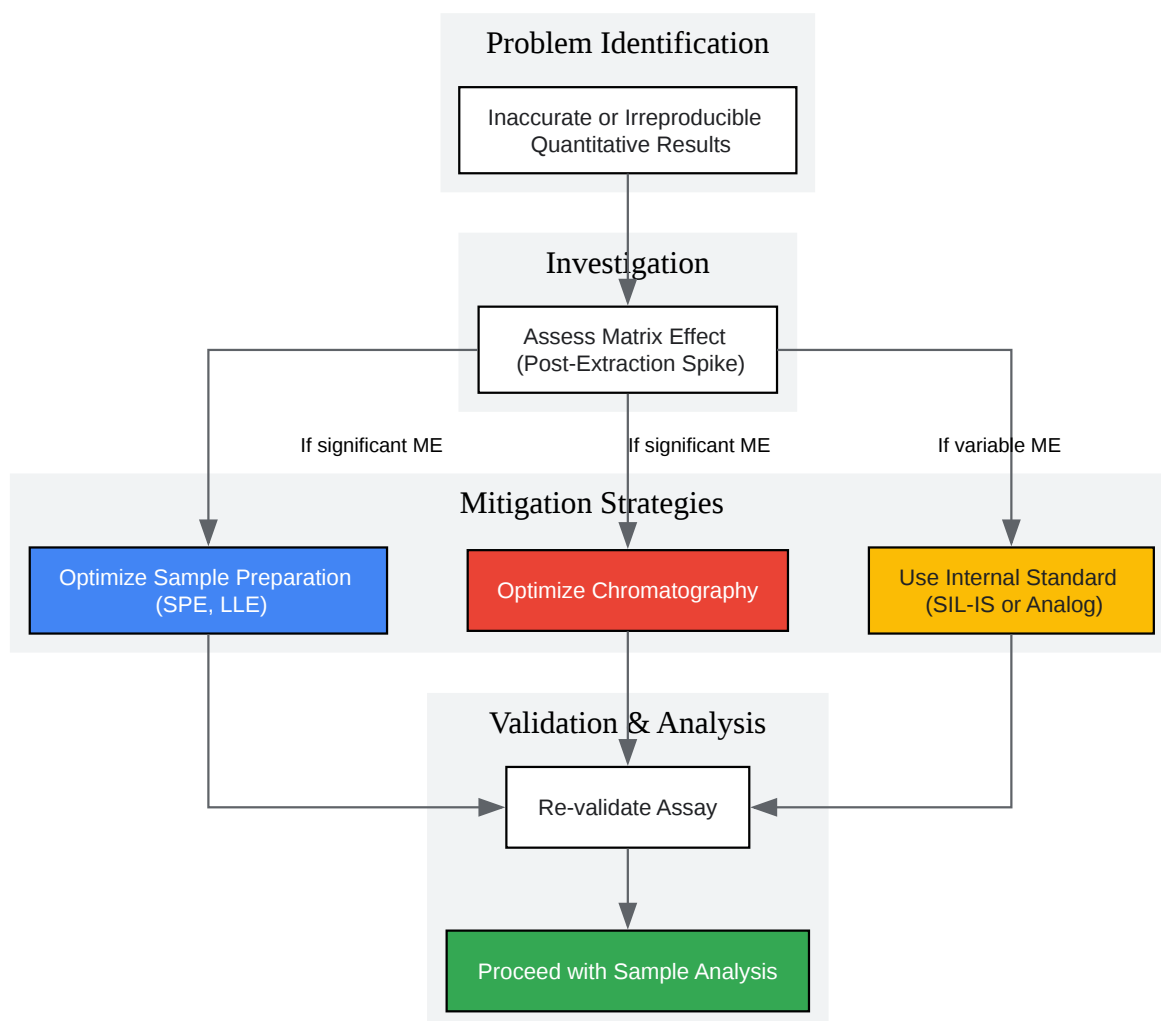 Problem Identification
Inaccurate or Irreproducible
Quantitative Results
Investigation
Assess Matrix Effect
(Post-Extraction Spike)
If significant ME
If significant ME
If variable ME
Mitigation Strategies
Optimize Sample Preparation
(SPE, LLE)
Optimize Chromatography
Use Internal Standard
(SIL-IS or Analog)
Validation & Analysis
Re-validate Assay
Proceed with Sample Analysis